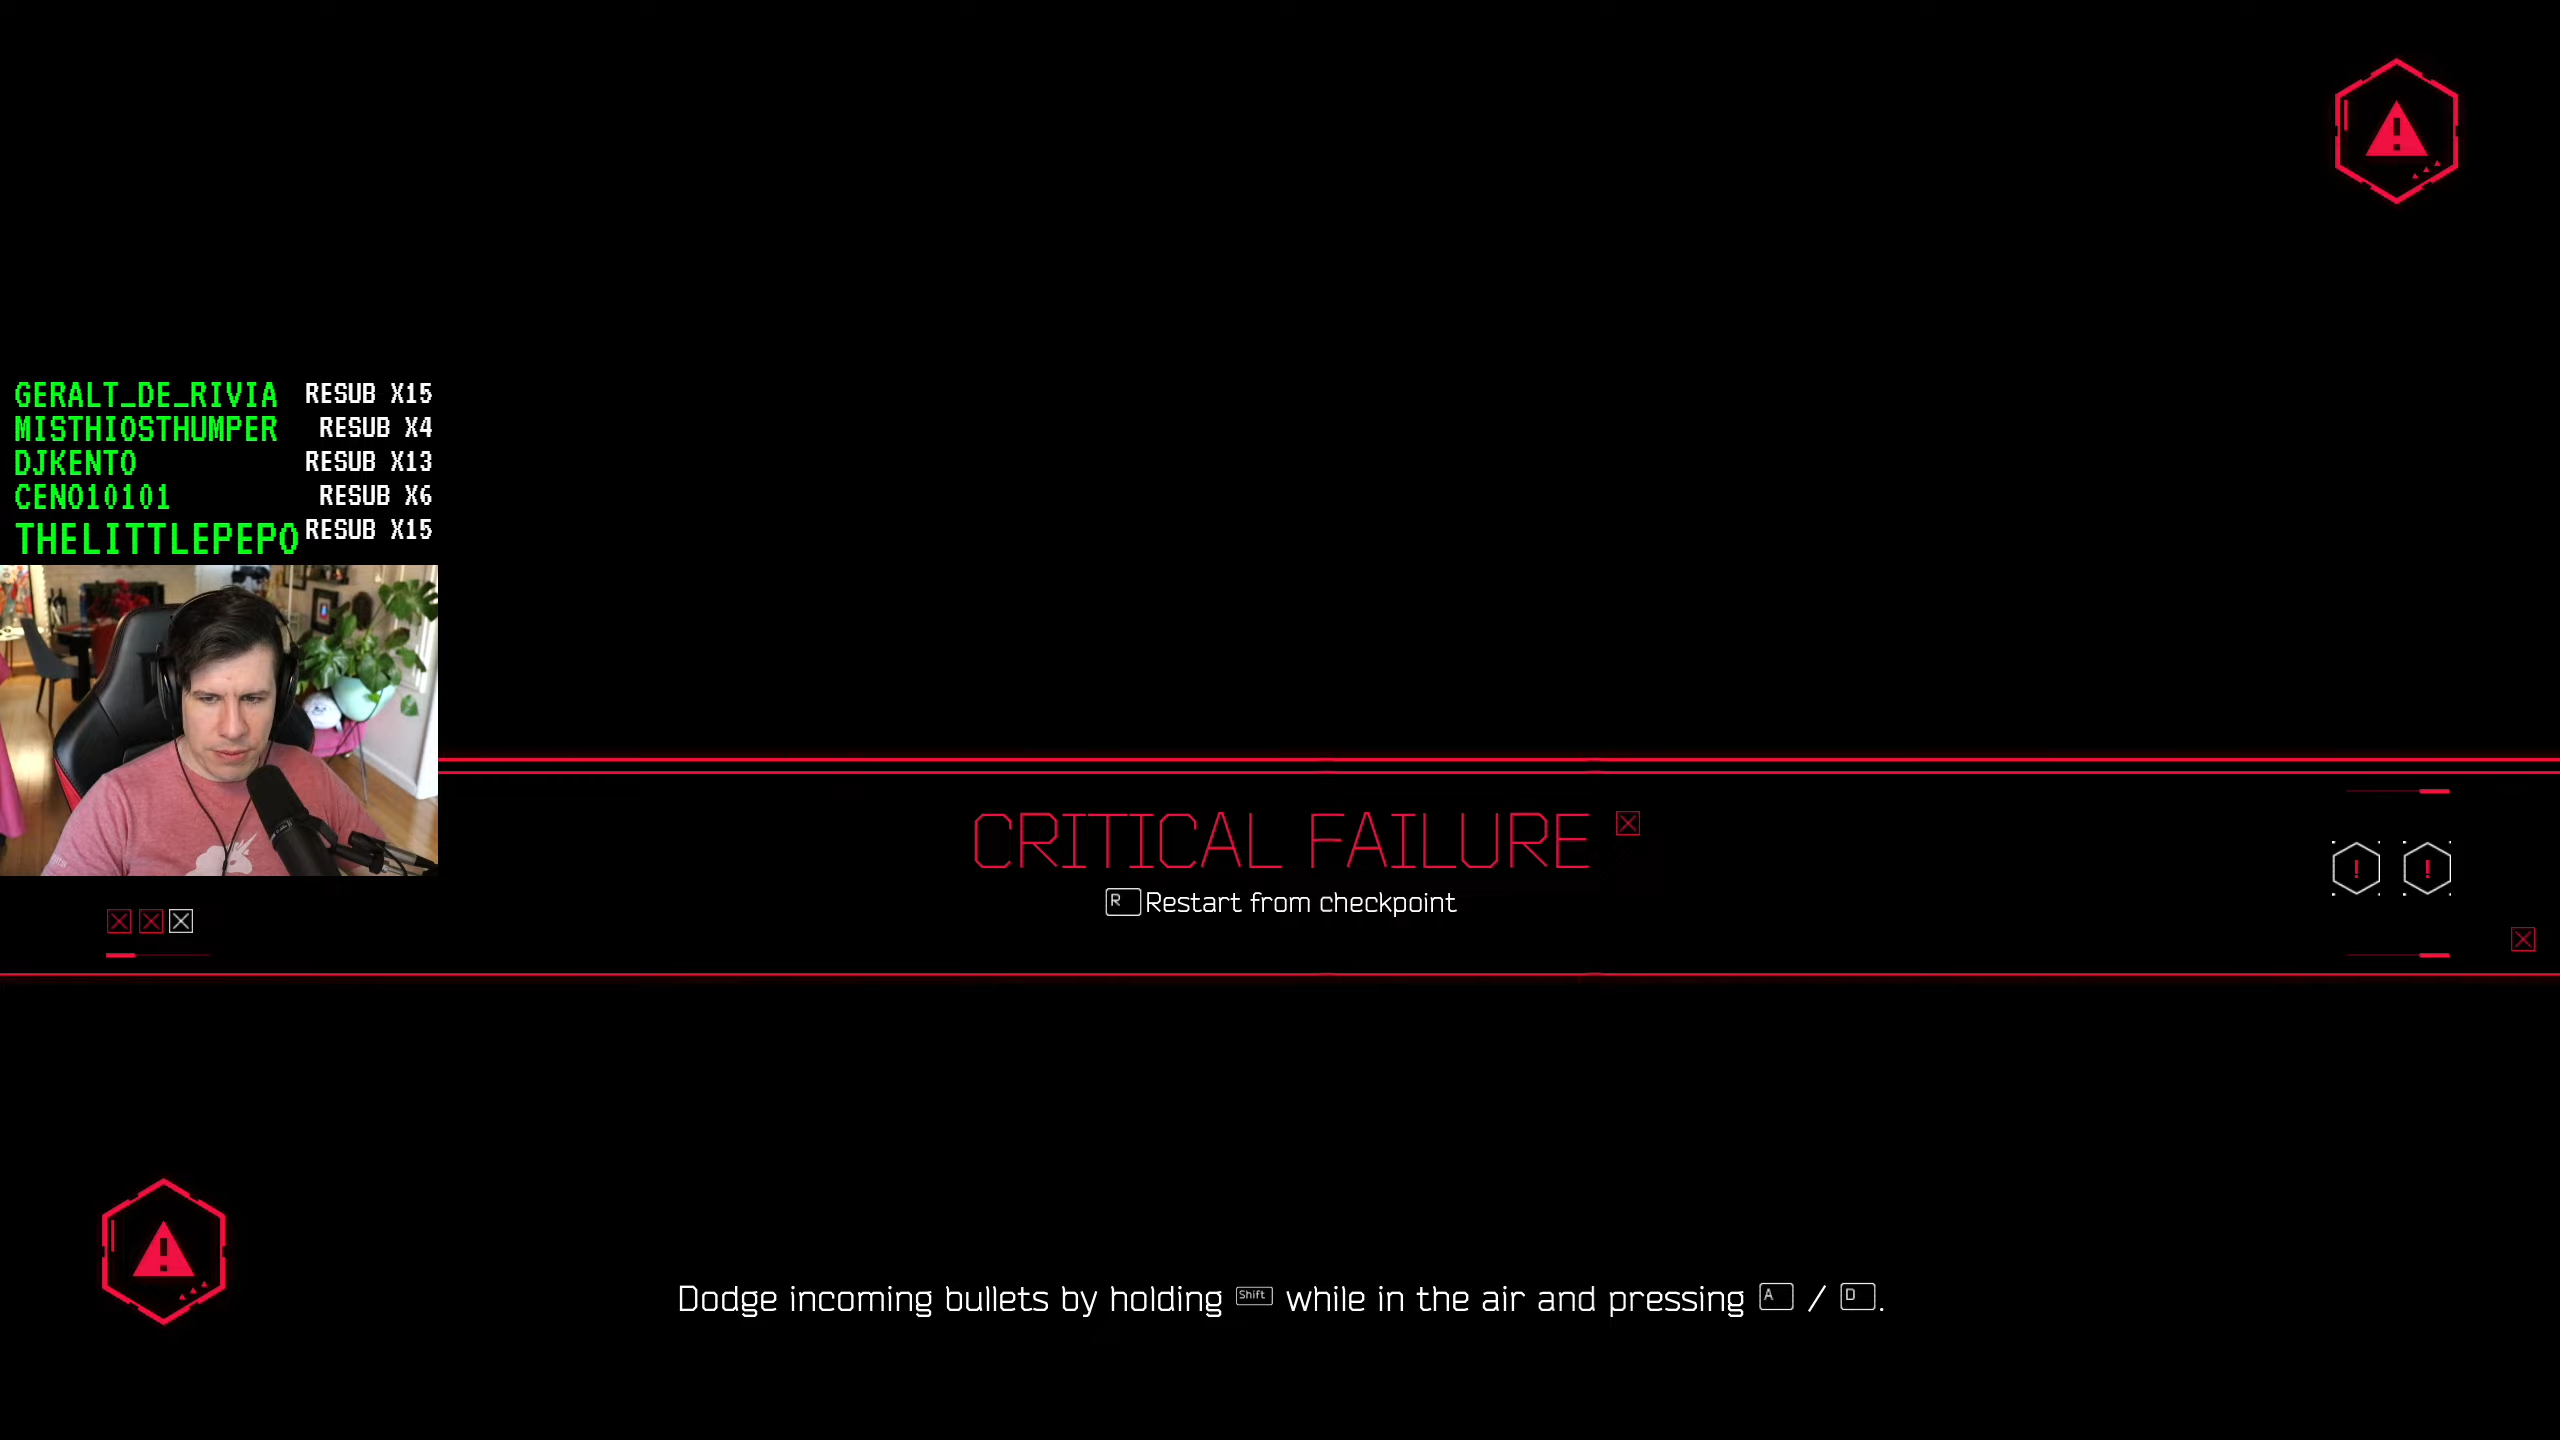 GERALT_DE_RIVIA RESUB X15
MISTHIOSTHUMPER RESUB X4
DJKENTO RESUB X13
CENO10101 RESUB X6
THELITTLEPEPO RESUB X15
CRITICAL FAILURE
R Restart from checkpoint
Dodge incoming bullets by holding Shift while in the air and pressing A / D.